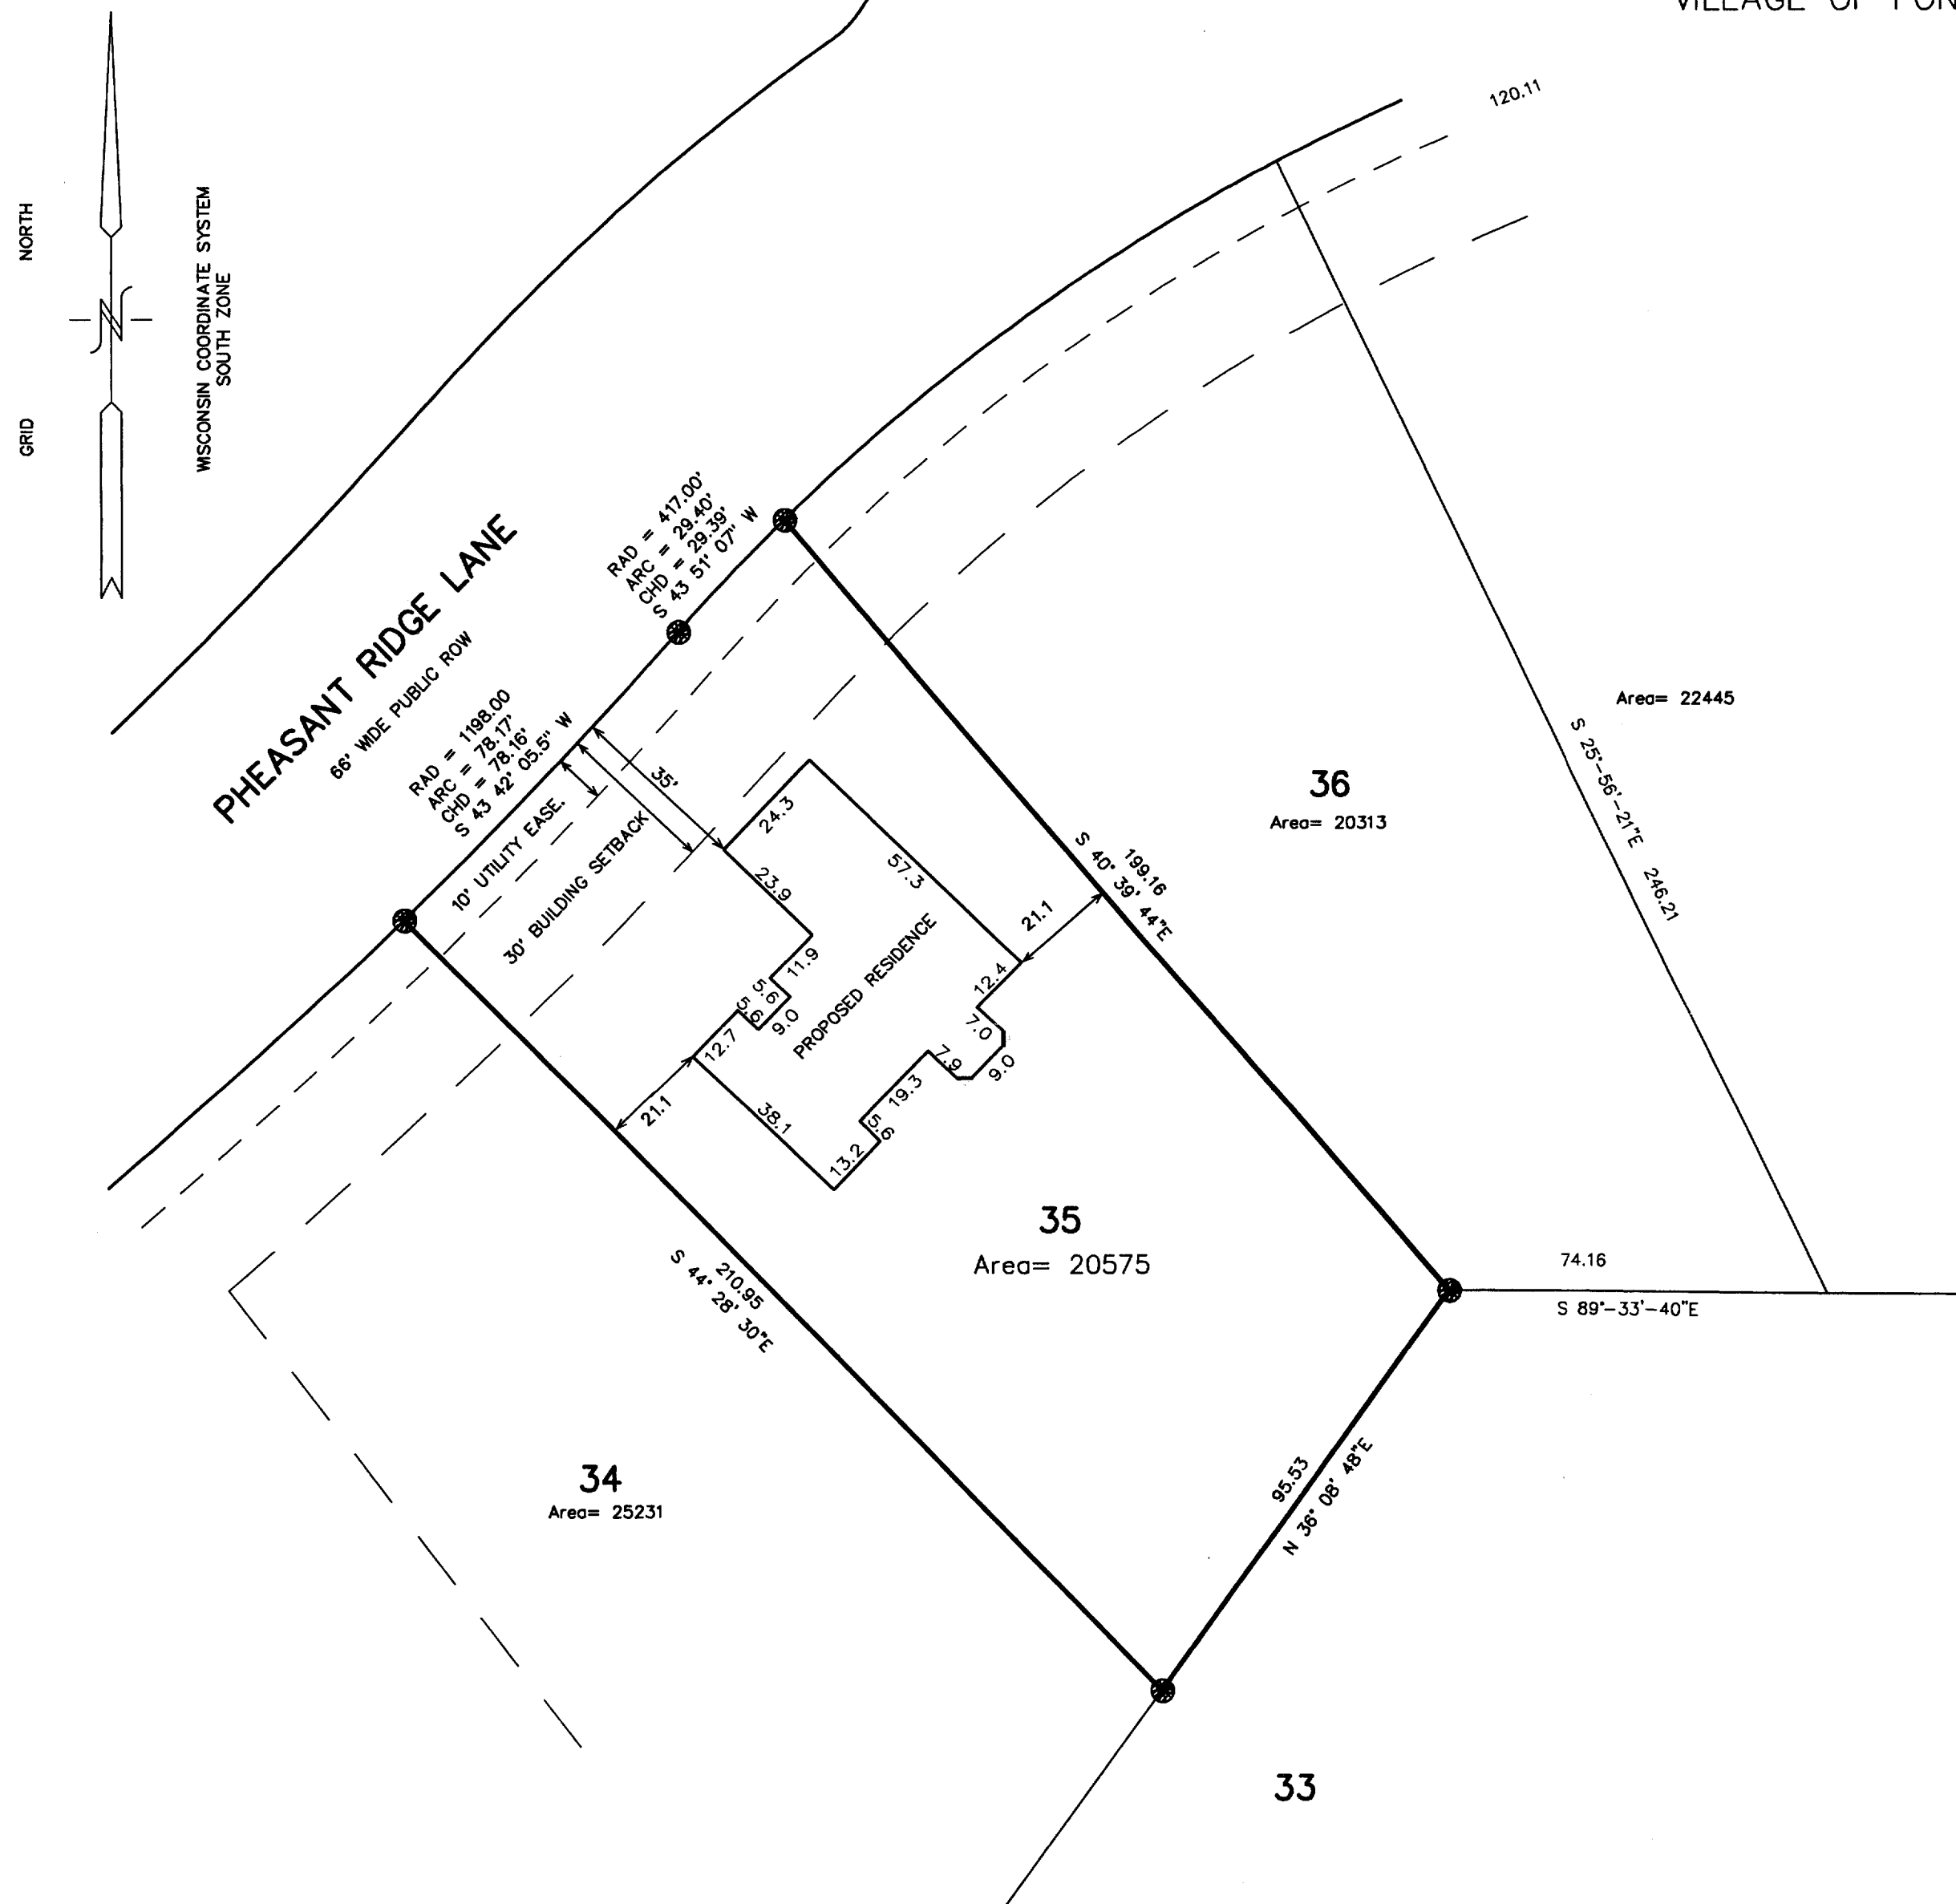 120.11
NORTH
GRID
WISCONSIN COORDINATE SYSTEM
SOUTH ZONE
PHEASANT RIDGE LANE
66' WIDE PUBLIC ROW
RAD = 417.00'
ARC = 29.40'
CHD = 29.39'
S 43 51' 07" W
RAD = 1198.00
ARC = 78.17'
CHD = 78.16'
S 43 42' 05.5" W
10' UTILITY EASE.
30' BUILDING SETBACK
35'
24.3
57.3
23.9
11.9
5.6
9.0
5.6
12.7
21.1
38.1
13.2
5.6
19.3
7.9
9.0
7.0
12.4
21.1
PROPOSED RESIDENCE
199.16
S 40° 39' 44"E
36
Area= 20313
Area= 22445
S 25°-56'-21"E 246.21
35
Area= 20575
74.16
S 89°-33'-40"E
210.95
S 44° 28' 30"E
95.53
N 36° 08' 48"E
34
Area= 25231
33